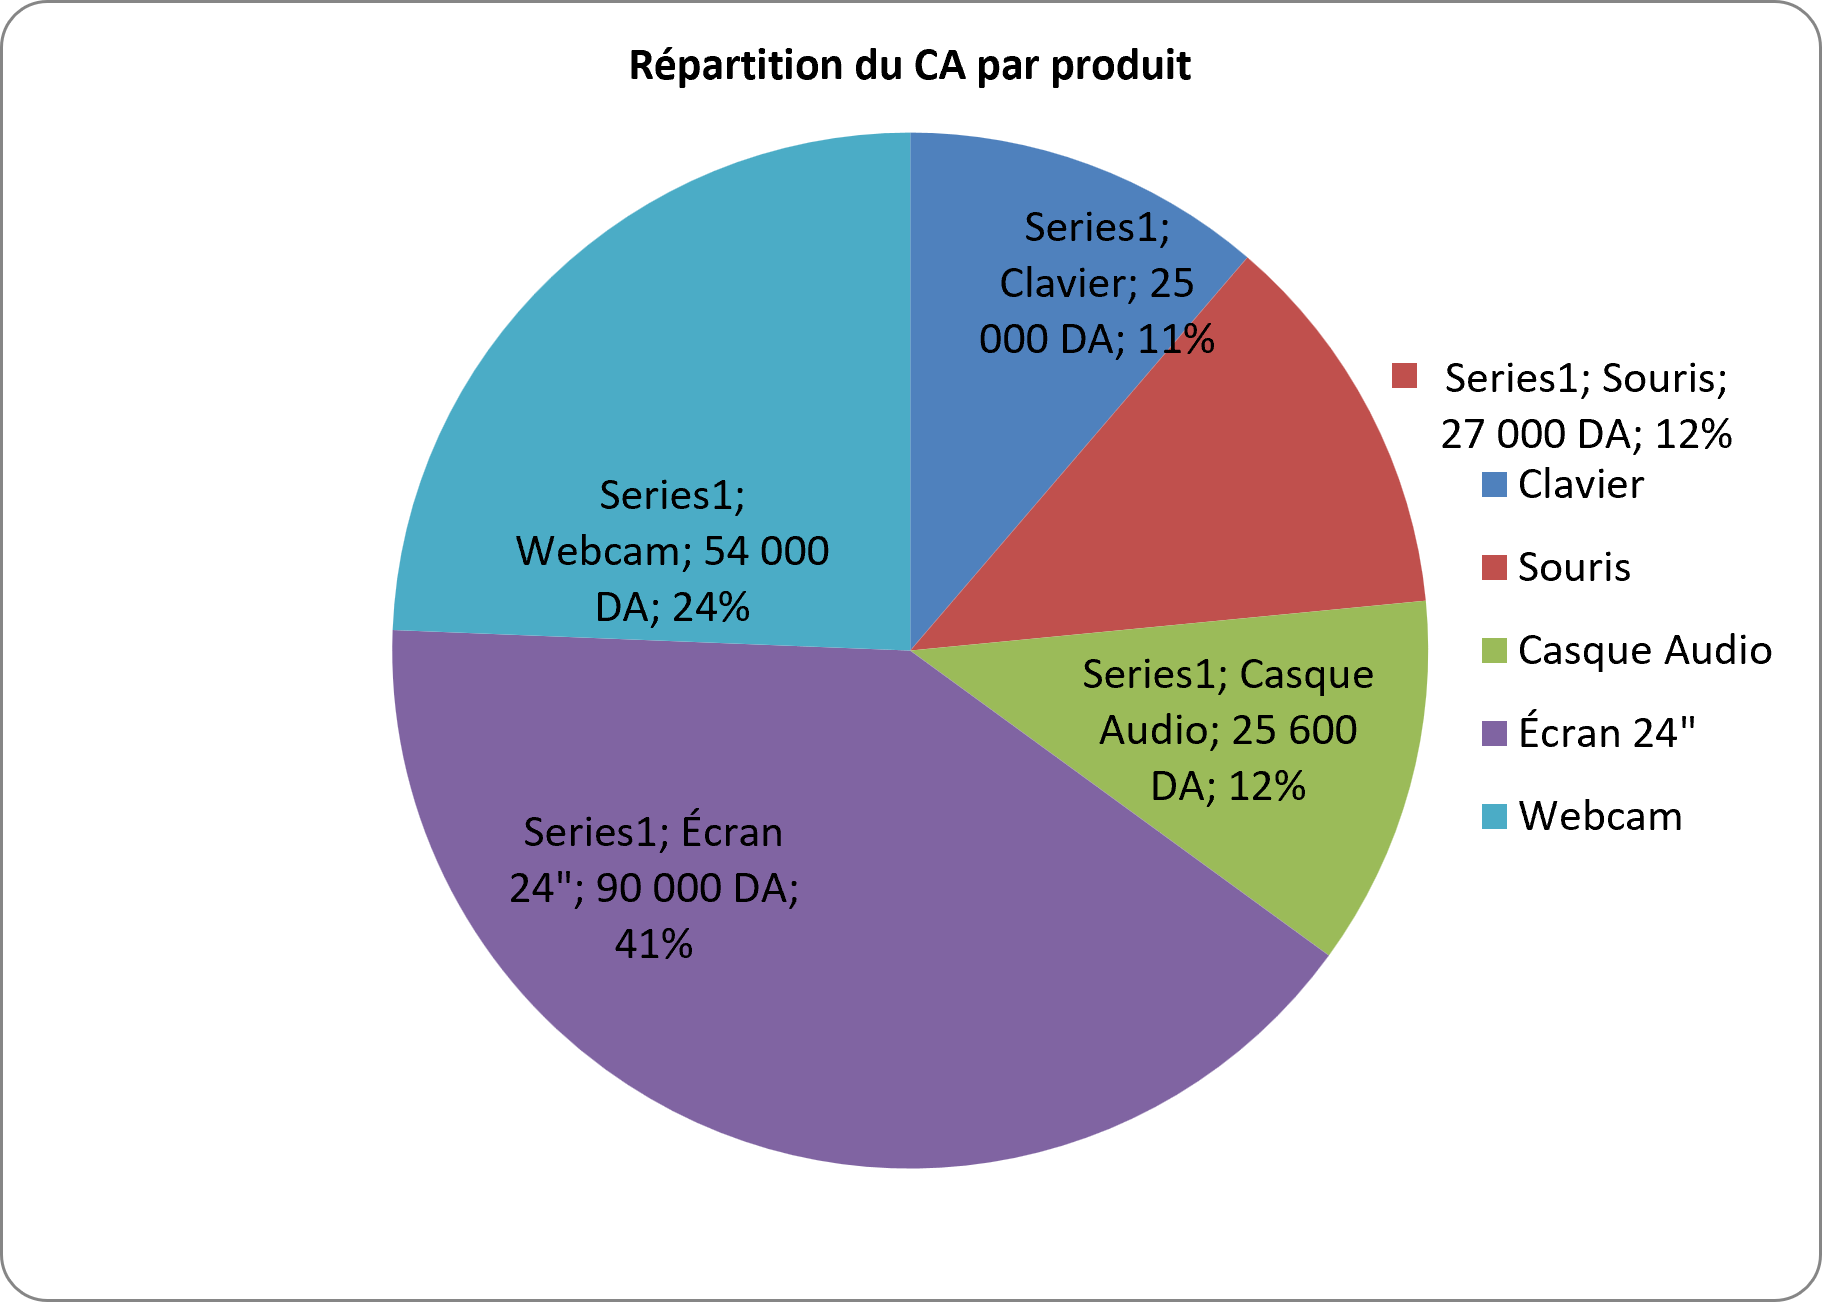 Répartition du CA par produit
Series1;
Clavier; 25
000 DA; 11%
Series1; Souris;
27 000 DA; 12%
Series1; Casque
Audio; 25 600
DA; 12%
Series1; Écran
24"; 90 000 DA;
41%
Series1;
Webcam; 54 000
DA; 24%
Clavier
Souris
Casque Audio
Écran 24"
Webcam